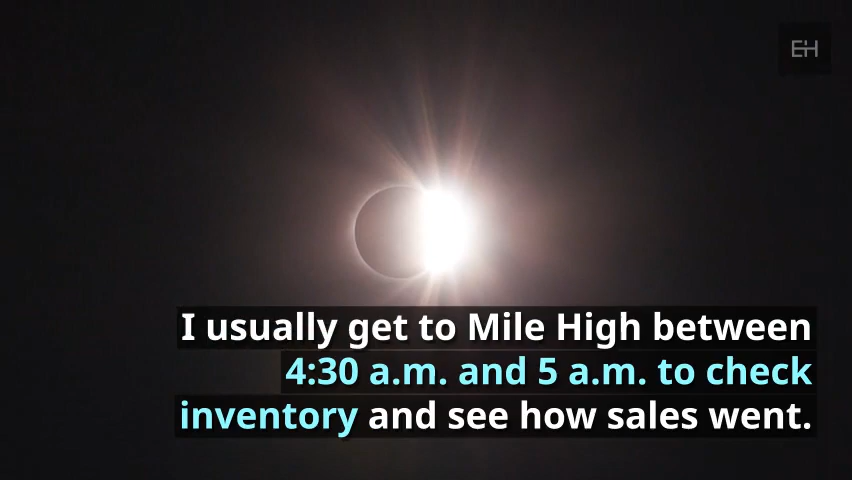 EH
I usually get to Mile High between
4:30 a.m. and 5 a.m. to check
inventory and see how sales went.